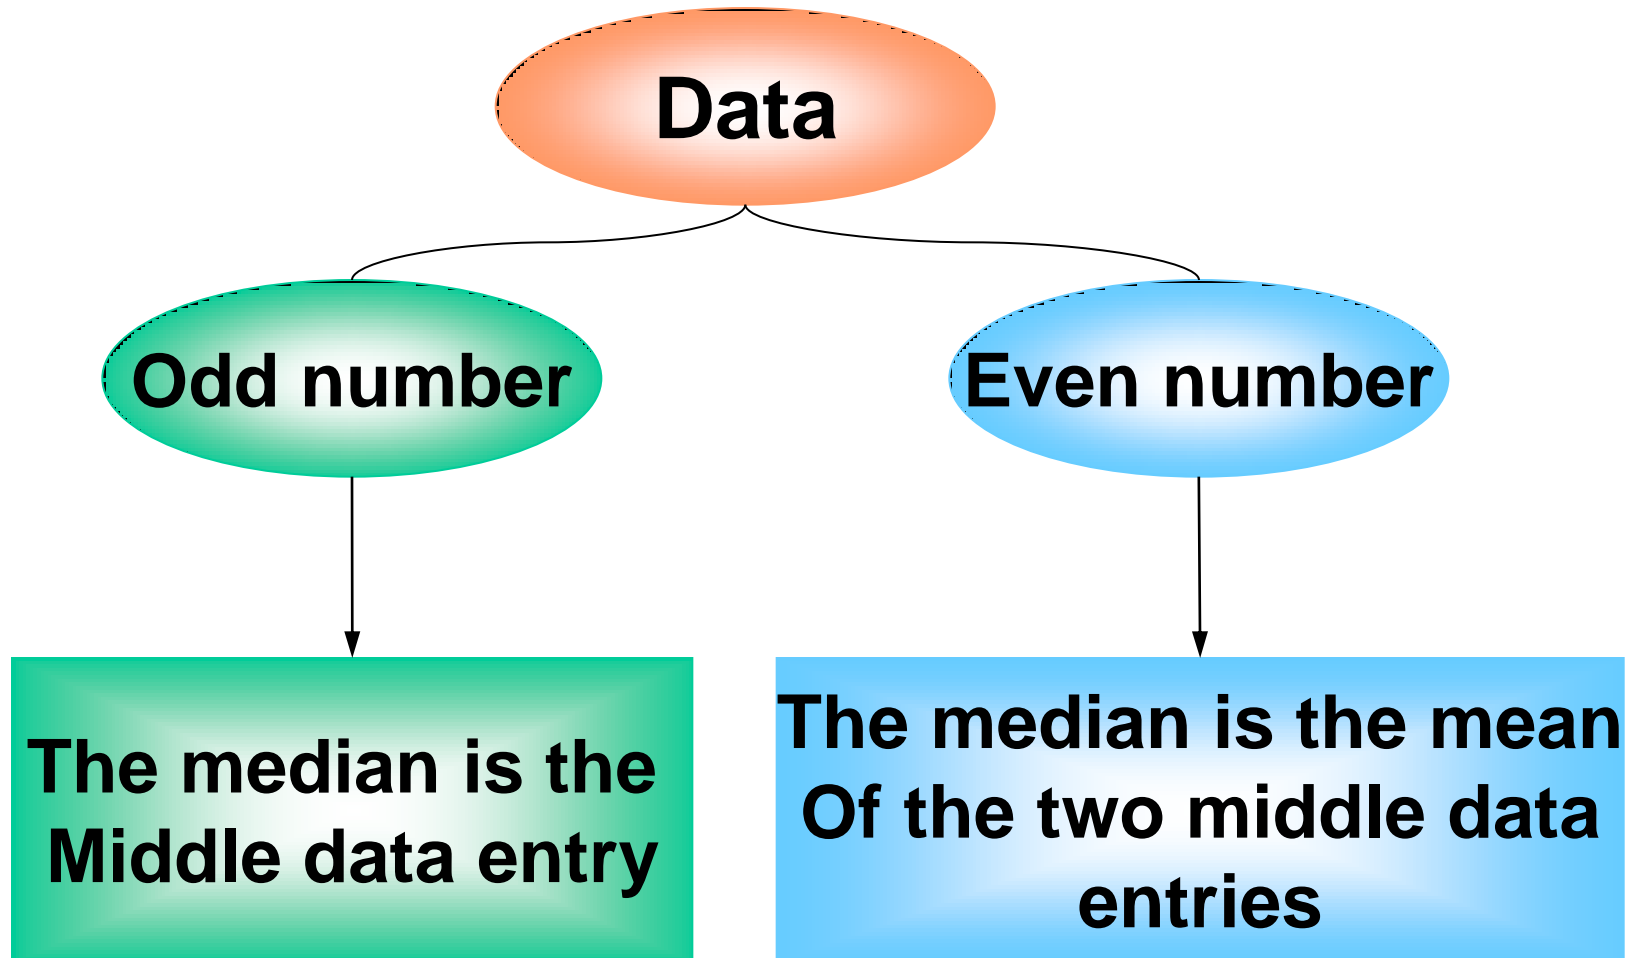 Data
Odd number
Even number
The median is the
Middle data entry
The median is the mean
Of the two middle data
entries